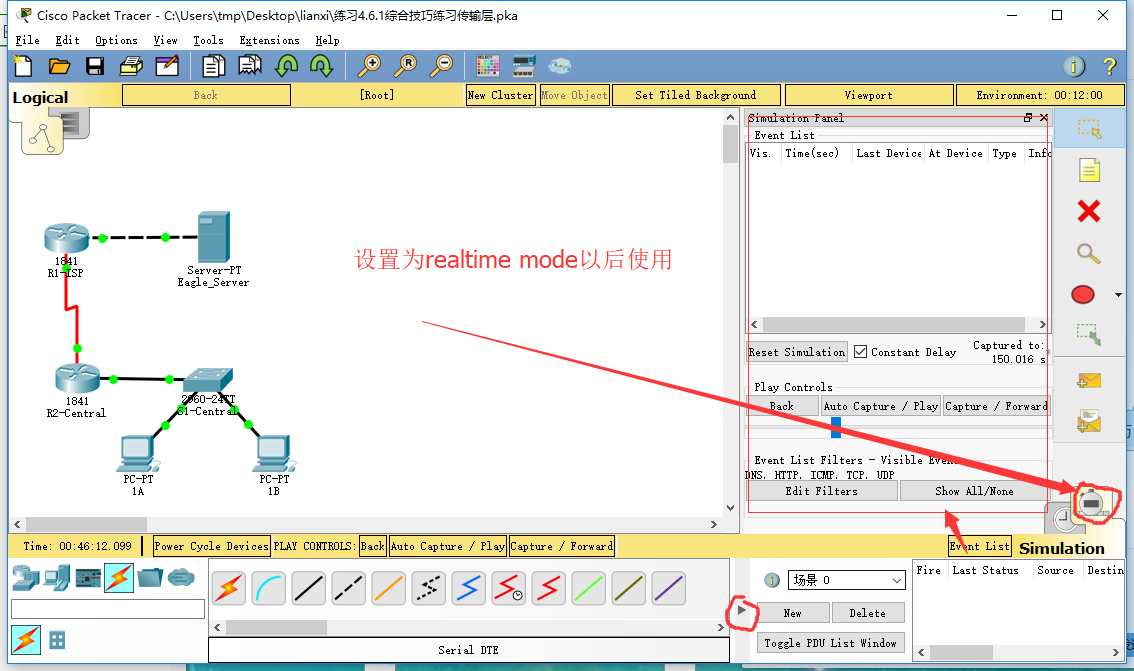 Cisco Packet Tracer - C:\Users\tmp\Desktop\lianxi\练习4.6.1综合技巧练习传输层.pka
File Edit Options View Tools Extensions Help
Logical
Back
[Root]
New Cluster
Move Object
Set Tiled Background
Viewport
Environment: 00:12:00
Simulation Panel
Event List
Vis. Time(sec) Last Device At Device Type Info
1841
R1-ISP
Server-PT
Eagle_Server
设置为realtime mode以后使用
1841
R2-Central
2960-24TT
S1-Central
PC-PT
1A
PC-PT
1B
Reset Simulation
Constant Delay
Captured to:
150.016 s
Play Controls
Back
Auto Capture / Play
Capture / Forward
Event List Filters - Visible Events
DNS, HTTP, ICMP, TCP, UDP
Edit Filters
Show All/None
Time: 00:46:12.099
Power Cycle Devices
PLAY CONTROLS:
Back
Auto Capture / Play
Capture / Forward
Event List
Simulation
场景 0
New
Delete
Toggle PDU List Window
Fire Last Status Source Destin
Serial DTE